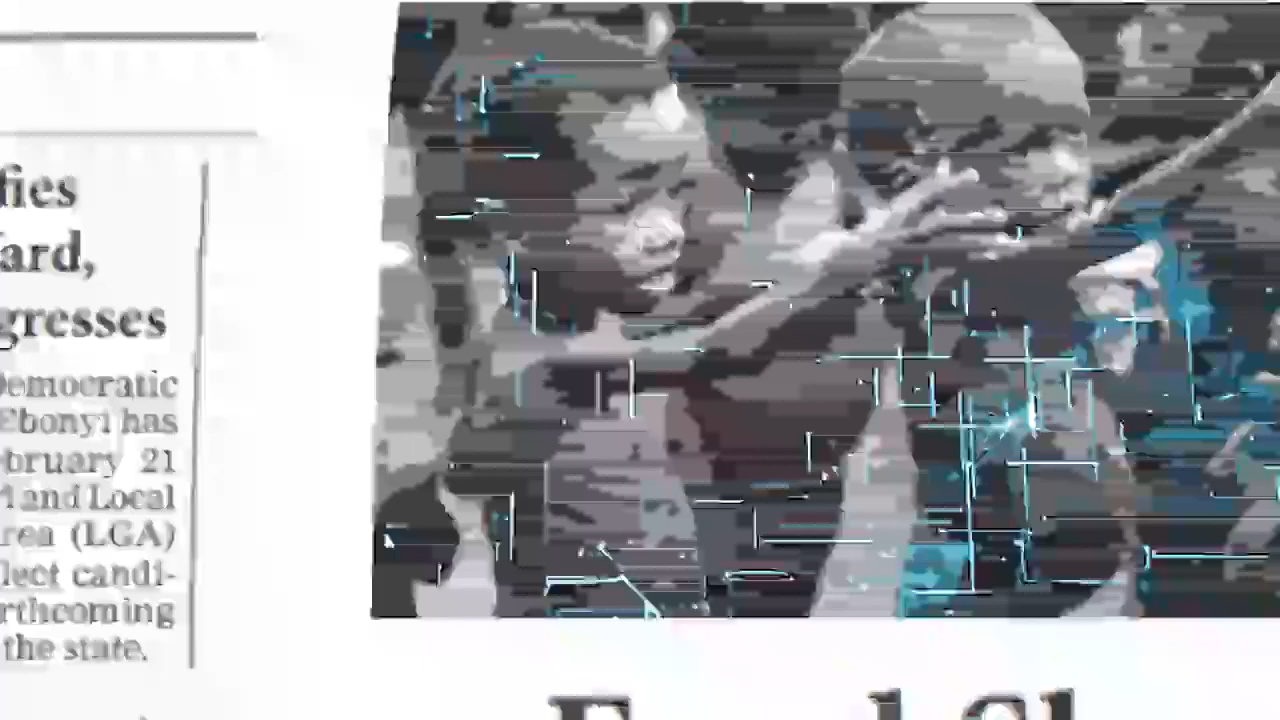 fies
ard,
gresses
Democratic
Ebonyi has
bruary 21
and Local
rea (LGA)
lect candi-
rthcoming
the state.